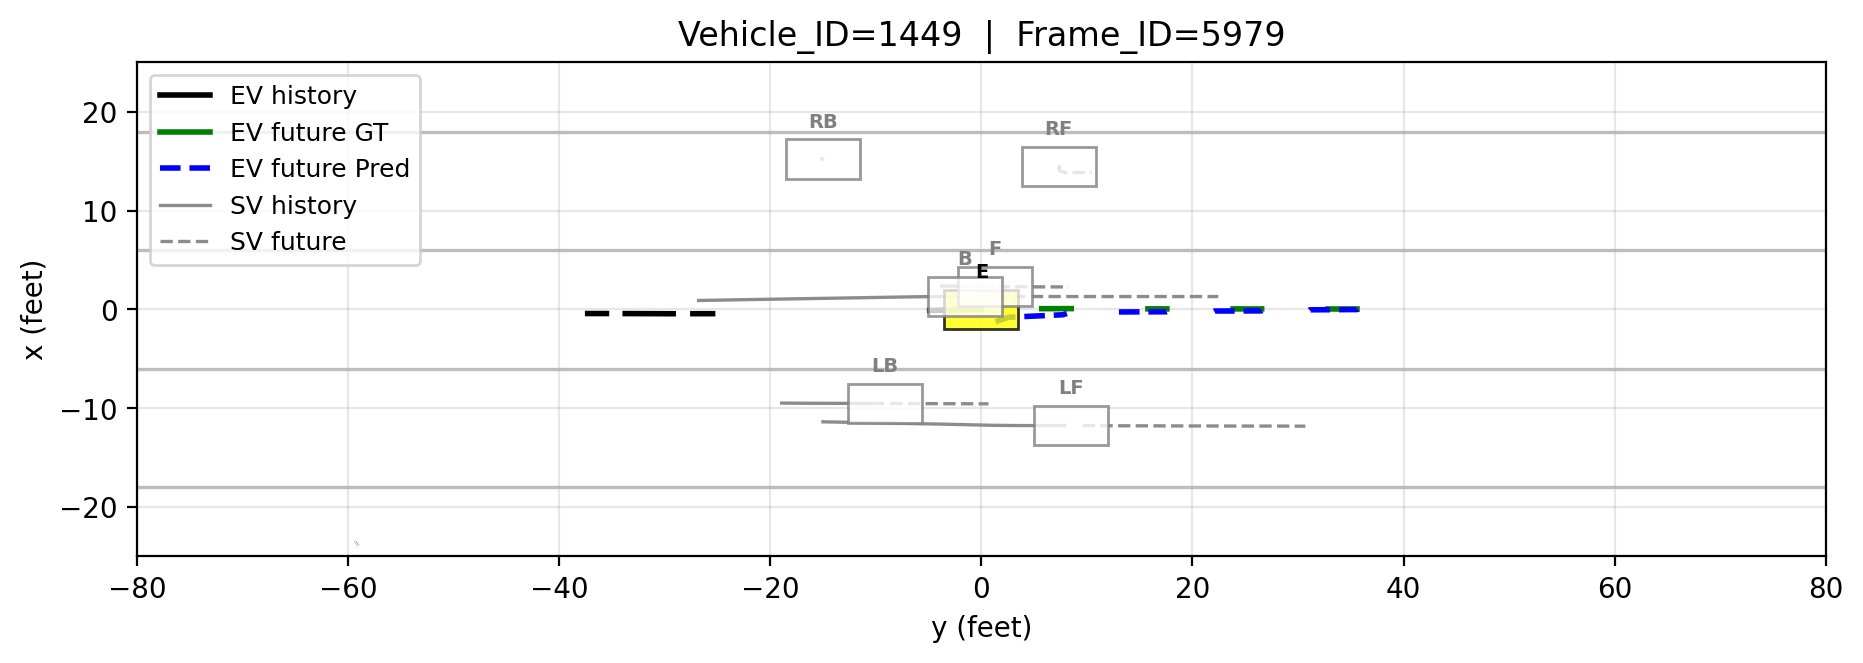 Vehicle_ID=1449 | Frame_ID=5979
EV history
EV future GT
EV future Pred
SV history
SV future
RB
RF
F
B
E
LB
LF
20
10
0
−10
−20
x (feet)
−80
−60
−40
−20
0
20
40
60
80
y (feet)